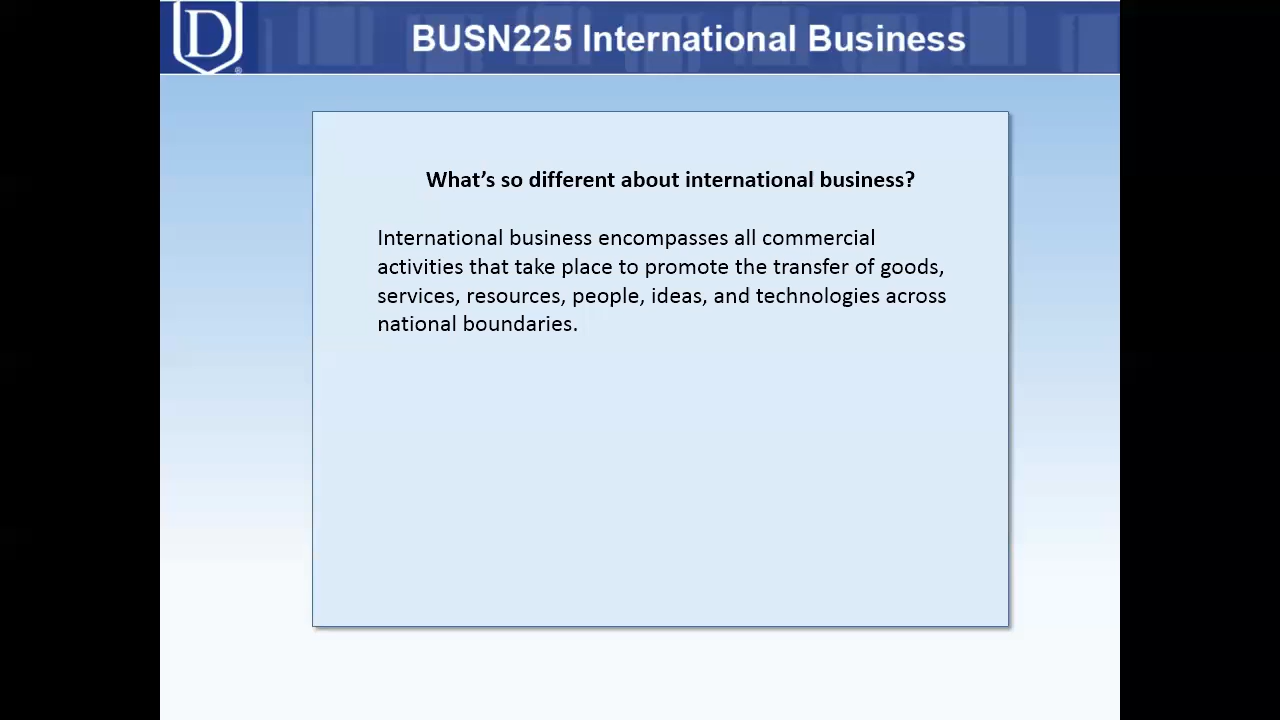 D
®
BUSN225 International Business
What’s so different about international business?
International business encompasses all commercial
activities that take place to promote the transfer of goods,
services, resources, people, ideas, and technologies across
national boundaries.